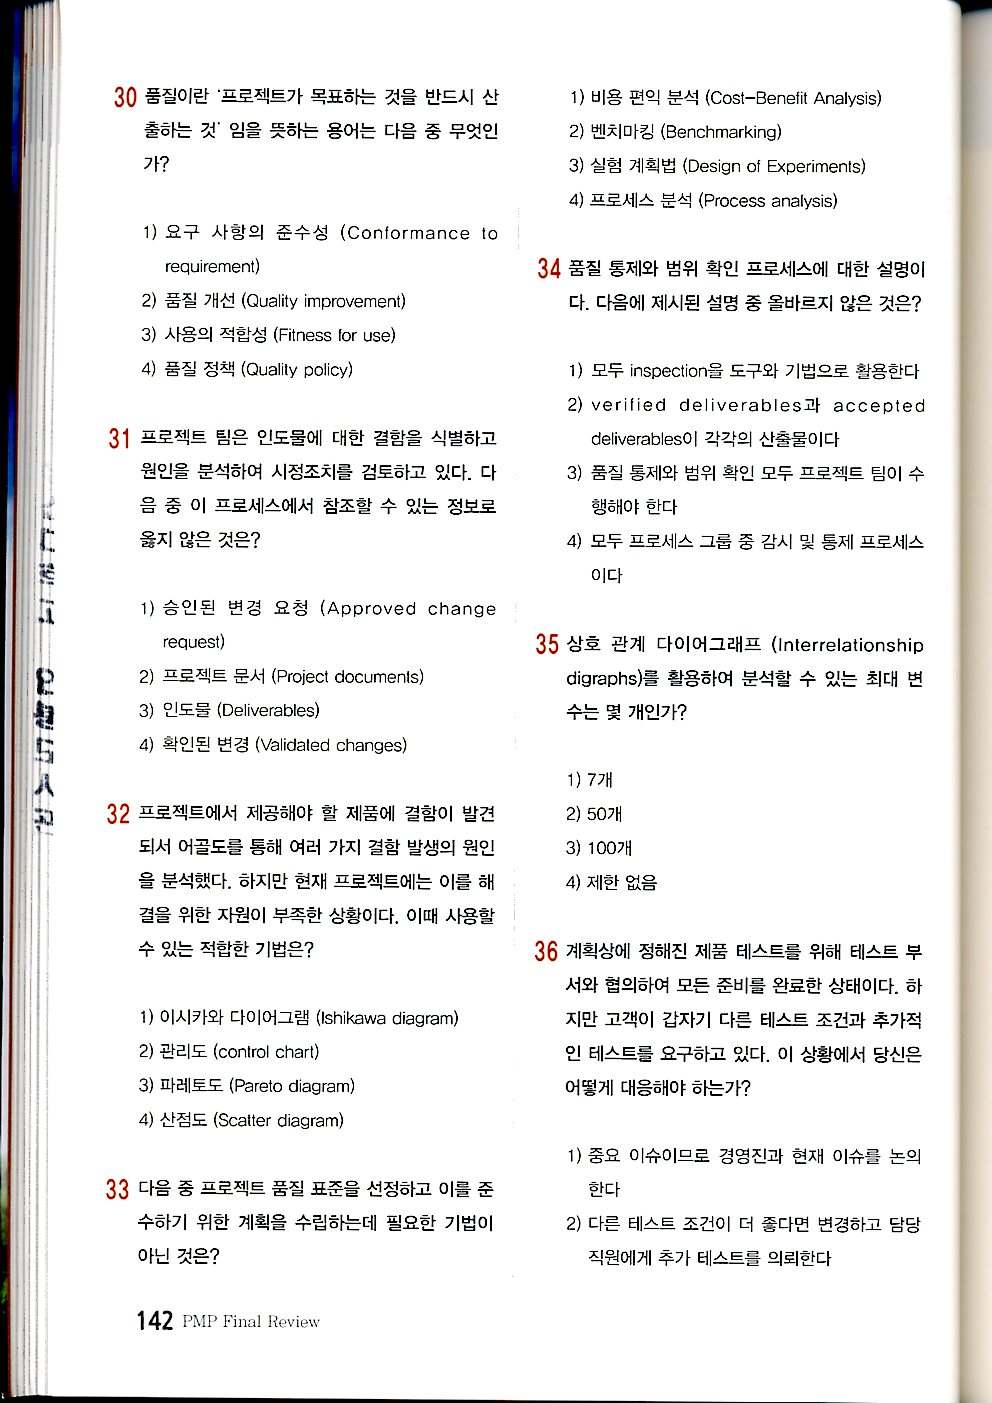 30 품질이란 '프로젝트가 목표하는 것을 반드시 산
출하는 것' 임을 뜻하는 용어는 다음 중 무엇인
가?
1) 요구 사항의 준수성 (Conformance to
requirement)
2) 품질 개선 (Quality improvement)
3) 사용의 적합성 (Fitness for use)
4) 품질 정책 (Quality policy)
31 프로젝트 팀은 인도물에 대한 결함을 식별하고
원인을 분석하여 시정조치를 검토하고 있다. 다
음 중 이 프로세스에서 참조할 수 있는 정보로
옳지 않은 것은?
1) 승인된 변경 요청 (Approved change
request)
2) 프로젝트 문서 (Project documents)
3) 인도물 (Deliverables)
4) 확인된 변경 (Validated changes)
32 프로젝트에서 제공해야 할 제품에 결함이 발견
되서 어골도를 통해 여러 가지 결함 발생의 원인
을 분석했다. 하지만 현재 프로젝트에는 이를 해
결을 위한 자원이 부족한 상황이다. 이때 사용할
수 있는 적합한 기법은?
1) 이시카와 다이어그램 (Ishikawa diagram)
2) 관리도 (control chart)
3) 파레토도 (Pareto diagram)
4) 산점도 (Scatter diagram)
33 다음 중 프로젝트 품질 표준을 선정하고 이를 준
수하기 위한 계획을 수립하는데 필요한 기법이
아닌 것은?
1) 비용 편익 분석 (Cost-Benefit Analysis)
2) 벤치마킹 (Benchmarking)
3) 실험 계획법 (Design of Experiments)
4) 프로세스 분석 (Process analysis)
34 품질 통제와 범위 확인 프로세스에 대한 설명이
다. 다음에 제시된 설명 중 올바르지 않은 것은?
1) 모두 inspection을 도구와 기법으로 활용한다
2) verified deliverables과 accepted
deliverables이 각각의 산출물이다
3) 품질 통제와 범위 확인 모두 프로젝트 팀이 수
행해야 한다
4) 모두 프로세스 그룹 중 감시 및 통제 프로세스
이다
35 상호 관계 다이어그래프 (Interrelationship
digraphs)를 활용하여 분석할 수 있는 최대 변
수는 몇 개인가?
1) 7개
2) 50개
3) 100개
4) 제한 없음
36 계획상에 정해진 제품 테스트를 위해 테스트 부
서와 협의하여 모든 준비를 완료한 상태이다. 하
지만 고객이 갑자기 다른 테스트 조건과 추가적
인 테스트를 요구하고 있다. 이 상황에서 당신은
어떻게 대응해야 하는가?
1) 중요 이슈이므로 경영진과 현재 이슈를 논의
한다
2) 다른 테스트 조건이 더 좋다면 변경하고 담당
직원에게 추가 테스트를 의뢰한다
142 PMP Final Review